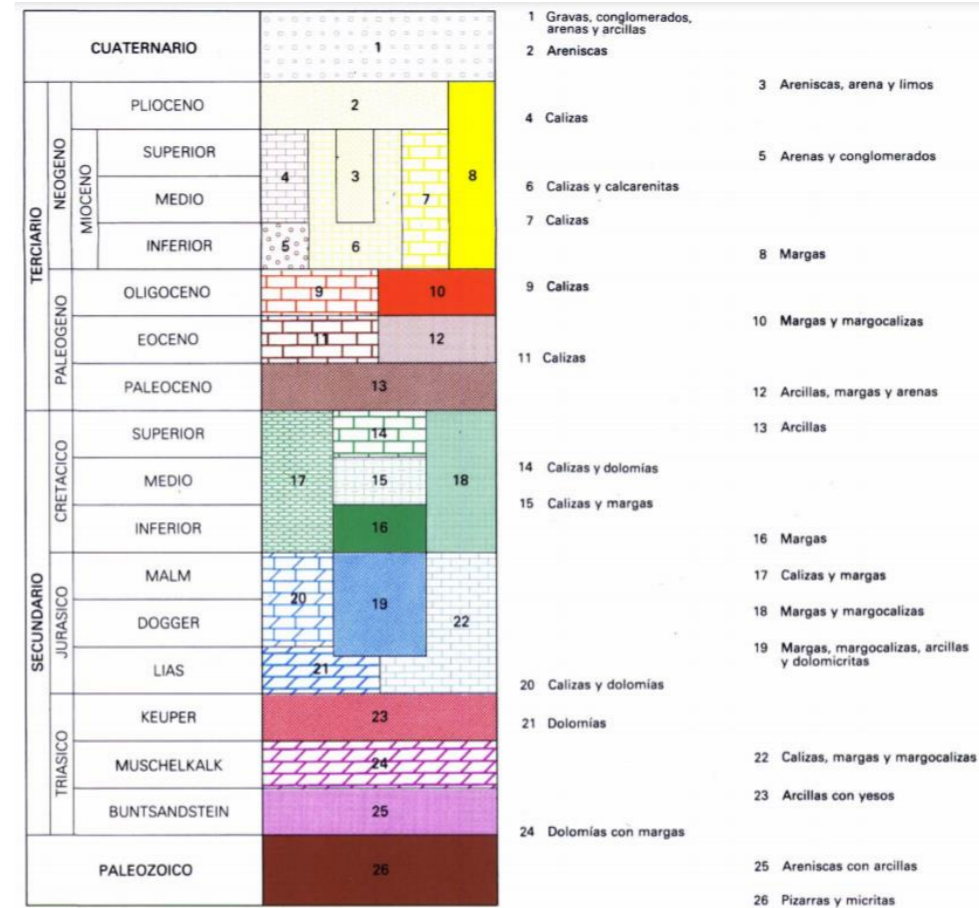 CUATERNARIO
1
TERCIARIO
NEOGENO
PLIOCENO
2
MIOCENO
SUPERIOR
MEDIO
INFERIOR
3
4
5
6
7
8
PALEOGENO
OLIGOCENO
9
10
EOCENO
11
12
PALEOCENO
13
SECUNDARIO
CRETACICO
SUPERIOR
14
MEDIO
15
17
18
INFERIOR
16
JURASICO
MALM
20
19
DOGGER
22
LIAS
21
TRIASICO
KEUPER
23
MUSCHELKALK
24
BUNTSANDSTEIN
25
PALEOZOICO
26
1 Gravas, conglomerados,
arenas y arcillas
2 Areniscas
3 Areniscas, arena y limos
4 Calizas
5 Arenas y conglomerados
6 Calizas y calcarenitas
7 Calizas
8 Margas
9 Calizas
10 Margas y margocalizas
11 Calizas
12 Arcillas, margas y arenas
13 Arcillas
14 Calizas y dolomías
15 Calizas y margas
16 Margas
17 Calizas y margas
18 Margas y margocalizas
19 Margas, margocalizas, arcillas
y dolomicritas
20 Calizas y dolomías
21 Dolomías
22 Calizas, margas y margocalizas
23 Arcillas con yesos
24 Dolomías con margas
25 Areniscas con arcillas
26 Pizarras y micritas